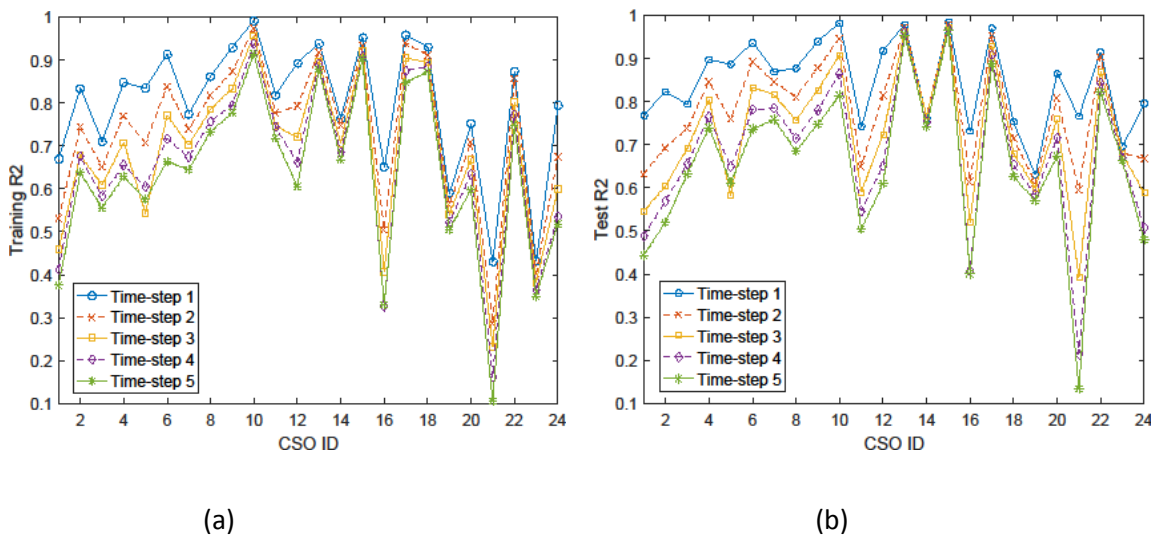 1
0.9
0.8
0.7
0.6
0.5
0.4
0.3
0.2
0.1
Training R2
Time-step 1
Time-step 2
Time-step 3
Time-step 4
Time-step 5
2 4 6 8 10 12 14 16 18 20 22 24
CSO ID
(a)
1
0.9
0.8
0.7
0.6
0.5
0.4
0.3
0.2
0.1
Test R2
Time-step 1
Time-step 2
Time-step 3
Time-step 4
Time-step 5
2 4 6 8 10 12 14 16 18 20 22 24
CSO ID
(b)